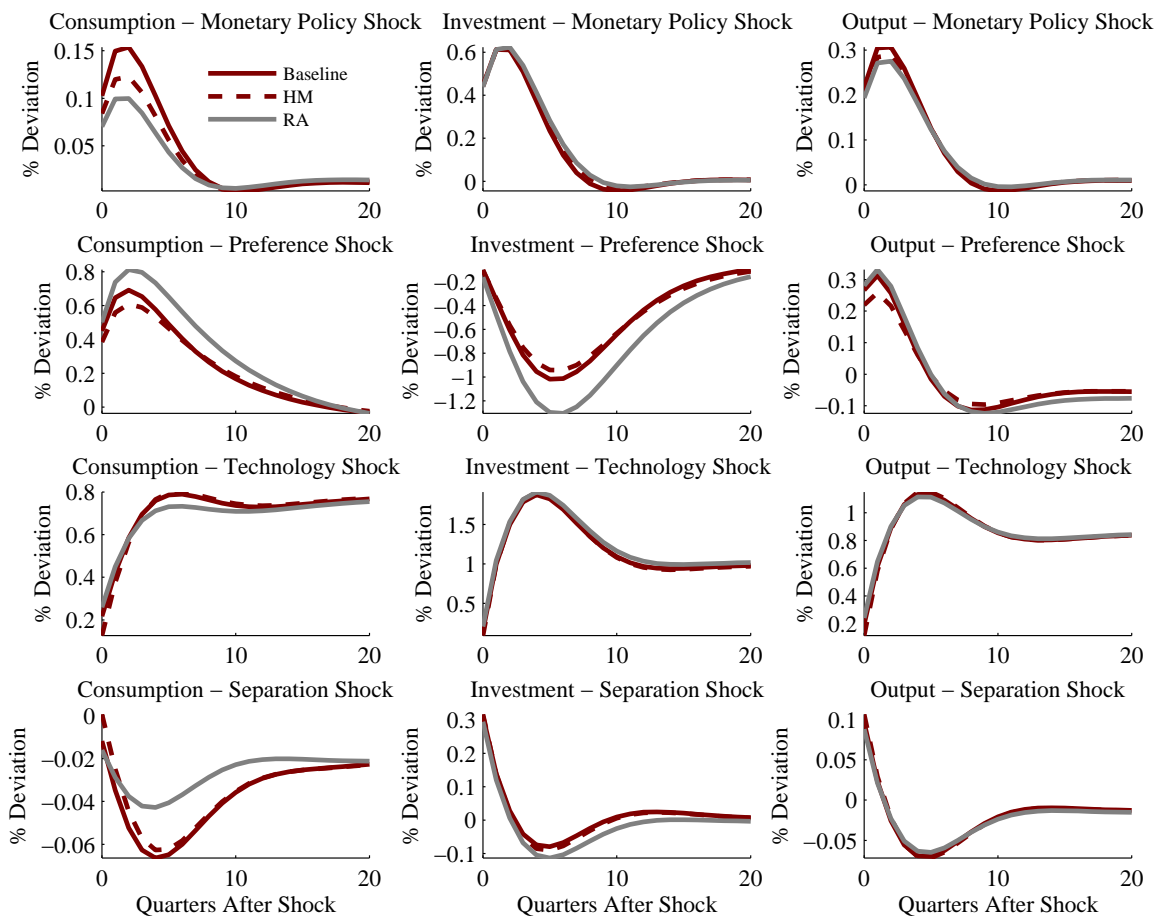 Consumption – Monetary Policy Shock
Investment – Monetary Policy Shock
Output – Monetary Policy Shock
% Deviation
0.15
0.1
0.05
0
10
20
Baseline
HM
RA
% Deviation
0.6
0.4
0.2
0
0
10
20
% Deviation
0.3
0.2
0.1
0
0
10
20
Consumption – Preference Shock
Investment – Preference Shock
Output – Preference Shock
% Deviation
0.8
0.6
0.4
0.2
0
0
10
20
% Deviation
−0.2
−0.4
−0.6
−0.8
−1
−1.2
0
10
20
% Deviation
0.3
0.2
0.1
0
−0.1
0
10
20
Consumption – Technology Shock
Investment – Technology Shock
Output – Technology Shock
% Deviation
0.8
0.6
0.4
0.2
0
10
20
% Deviation
1.5
1
0.5
0
10
20
% Deviation
1
0.8
0.6
0.4
0.2
0
10
20
Consumption – Separation Shock
Investment – Separation Shock
Output – Separation Shock
% Deviation
0
−0.02
−0.04
−0.06
0
10
20
Quarters After Shock
% Deviation
0.3
0.2
0.1
0
−0.1
0
10
20
Quarters After Shock
% Deviation
0.1
0.05
0
−0.05
0
10
20
Quarters After Shock